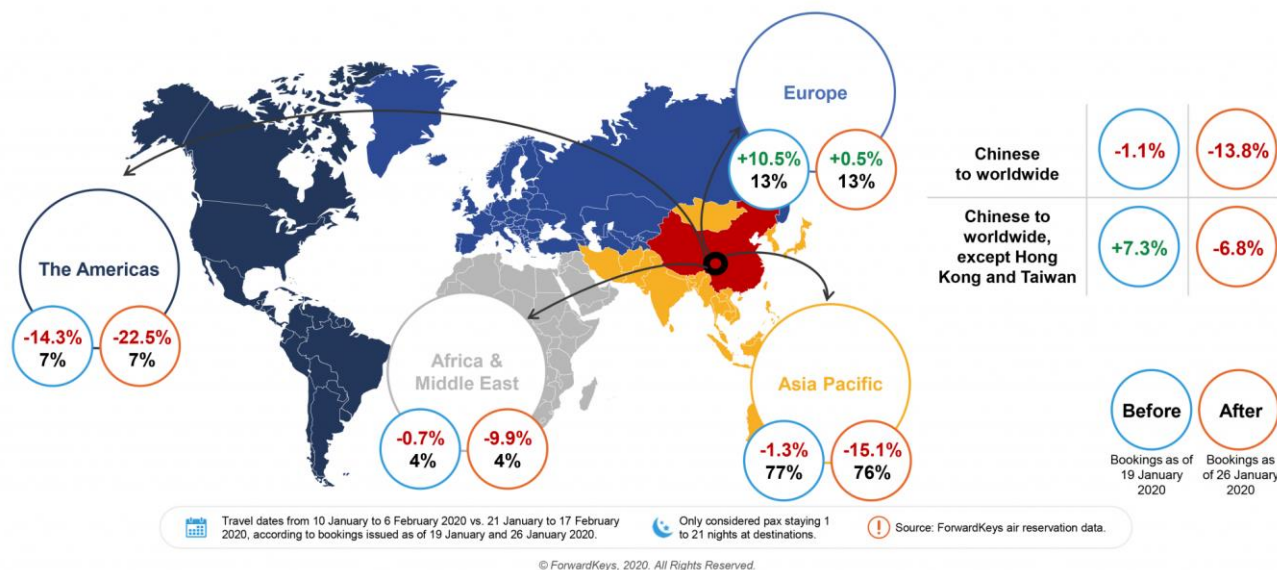 Europe
+10.5%
13%
+0.5%
13%
The Americas
-14.3%
7%
-22.5%
7%
Africa &
Middle East
-0.7%
4%
-9.9%
4%
Asia Pacific
-1.3%
77%
-15.1%
76%
Chinese
to worldwide
-1.1%
-13.8%
Chinese to
worldwide,
except Hong
Kong and Taiwan
+7.3%
-6.8%
Before
After
Bookings as of
19 January
2020
Bookings as
of 26 January
2020
Travel dates from 10 January to 6 February 2020 vs. 21 January to 17 February
2020, according to bookings issued as of 19 January and 26 January 2020.
Only considered pax staying 1
to 21 nights at destinations.
Source: ForwardKeys air reservation data.
© ForwardKeys, 2020. All Rights Reserved.